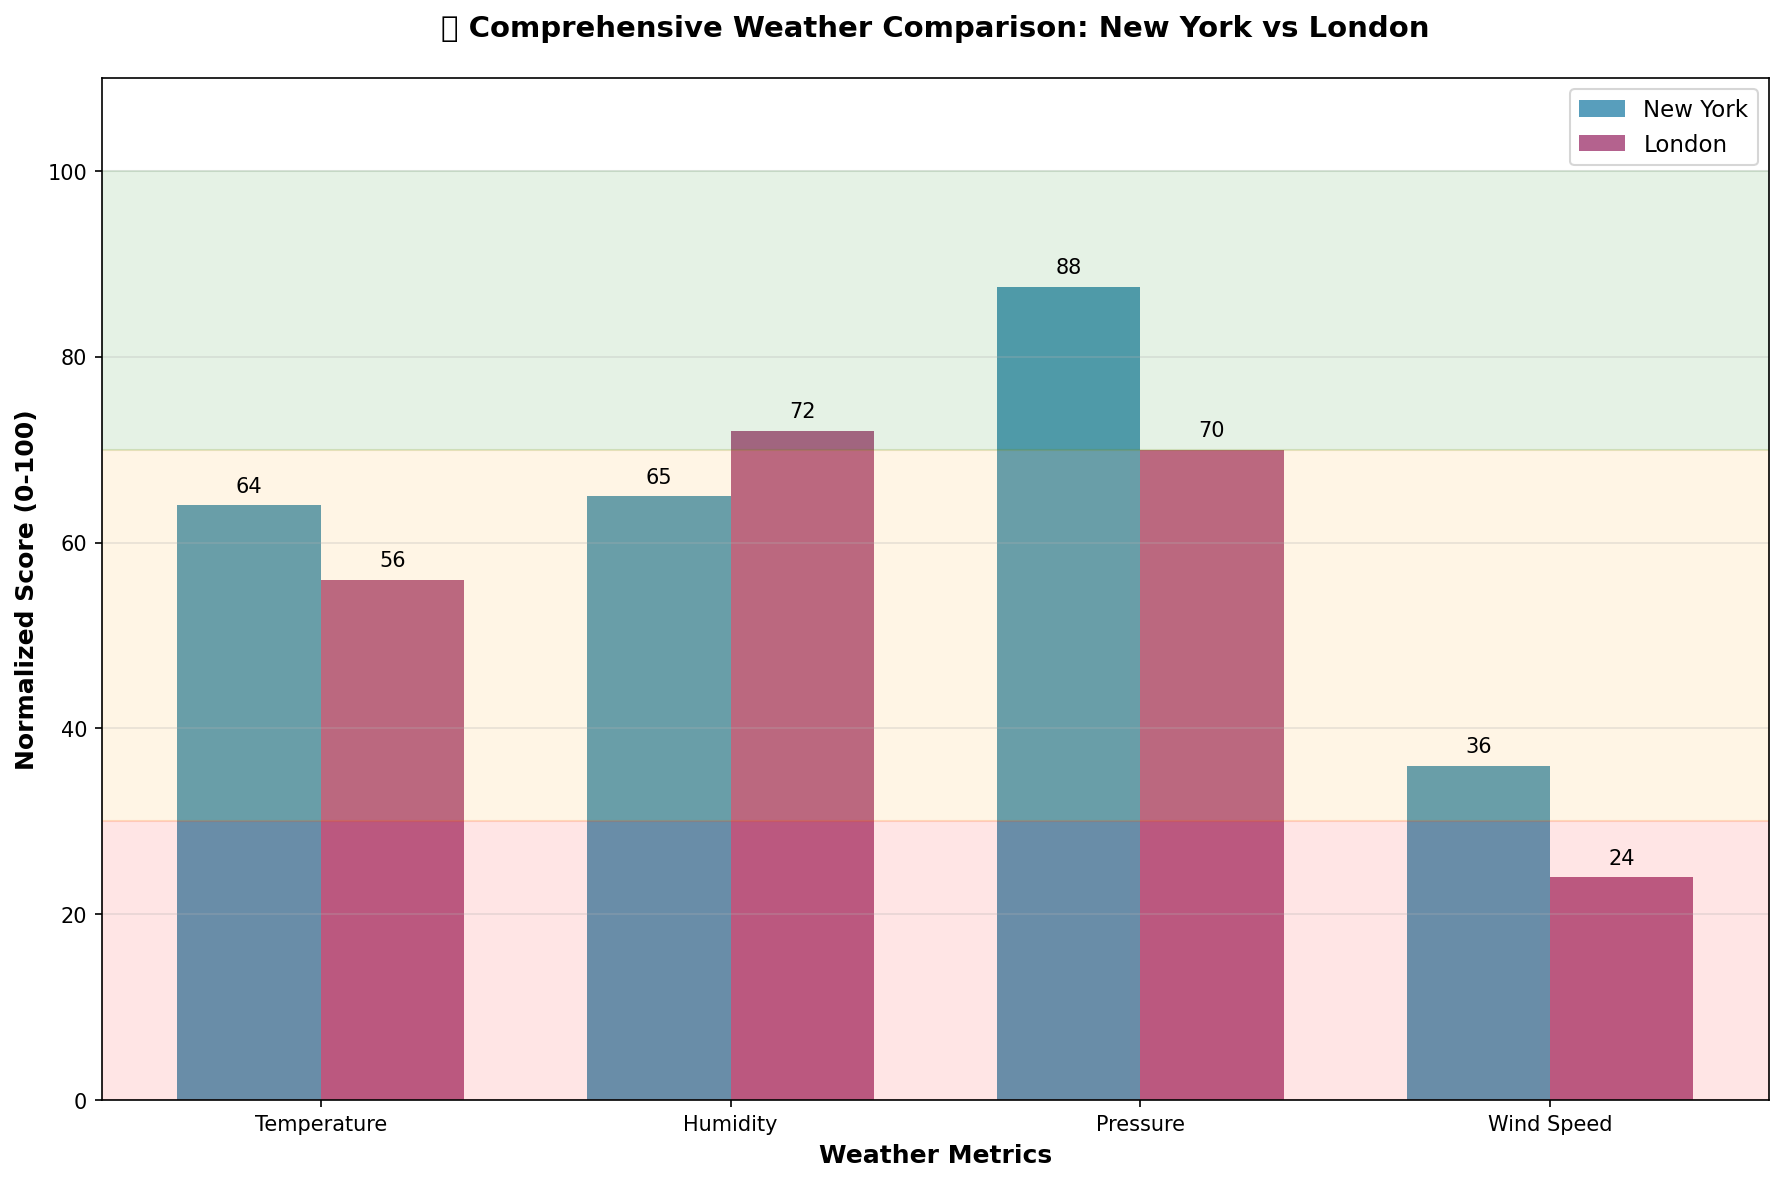 Comprehensive Weather Comparison: New York vs London
New York
London
Normalized Score (0-100)
100
80
60
40
20
0
64
56
65
72
88
70
36
24
Temperature
Humidity
Pressure
Wind Speed
Weather Metrics